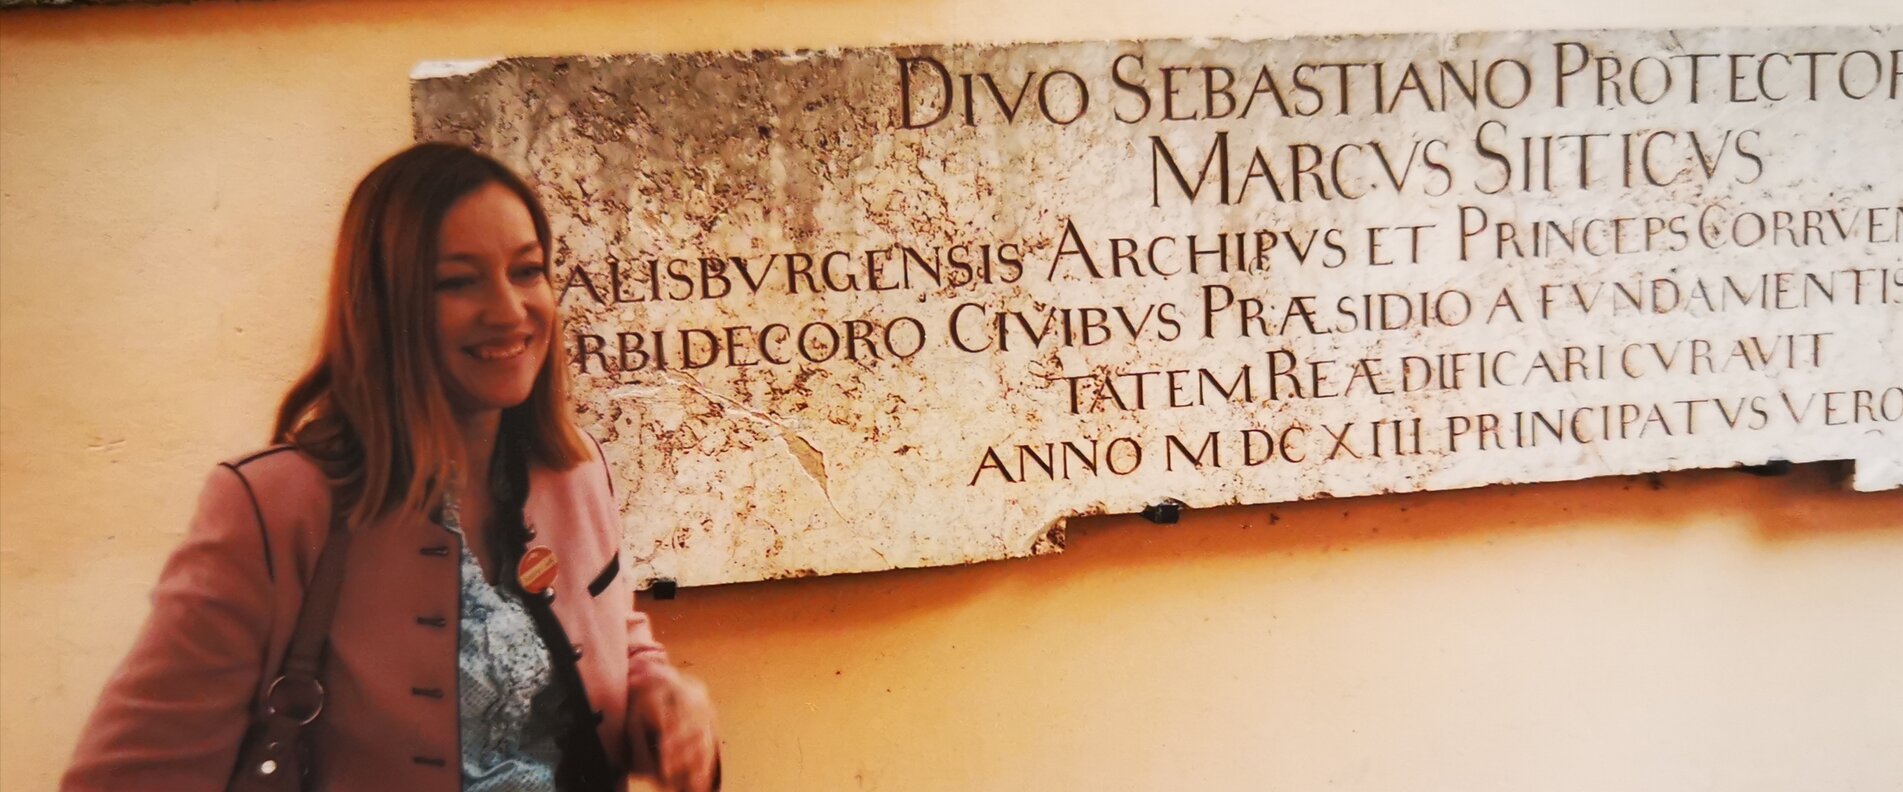 DIVO SEBASTIANO PROTECTOR
MARCVS SIITICVS
ALISBVRGENSIS ARCHIPVS ET PRINCEPS CORRVEN
RBI DECORO CIVIBVS PRÆSIDIO A FVNDAMENTIS
TATEM REÆDIFICARI CVRAVIT
ANNO M DC XIII PRINCIPATVS VERO